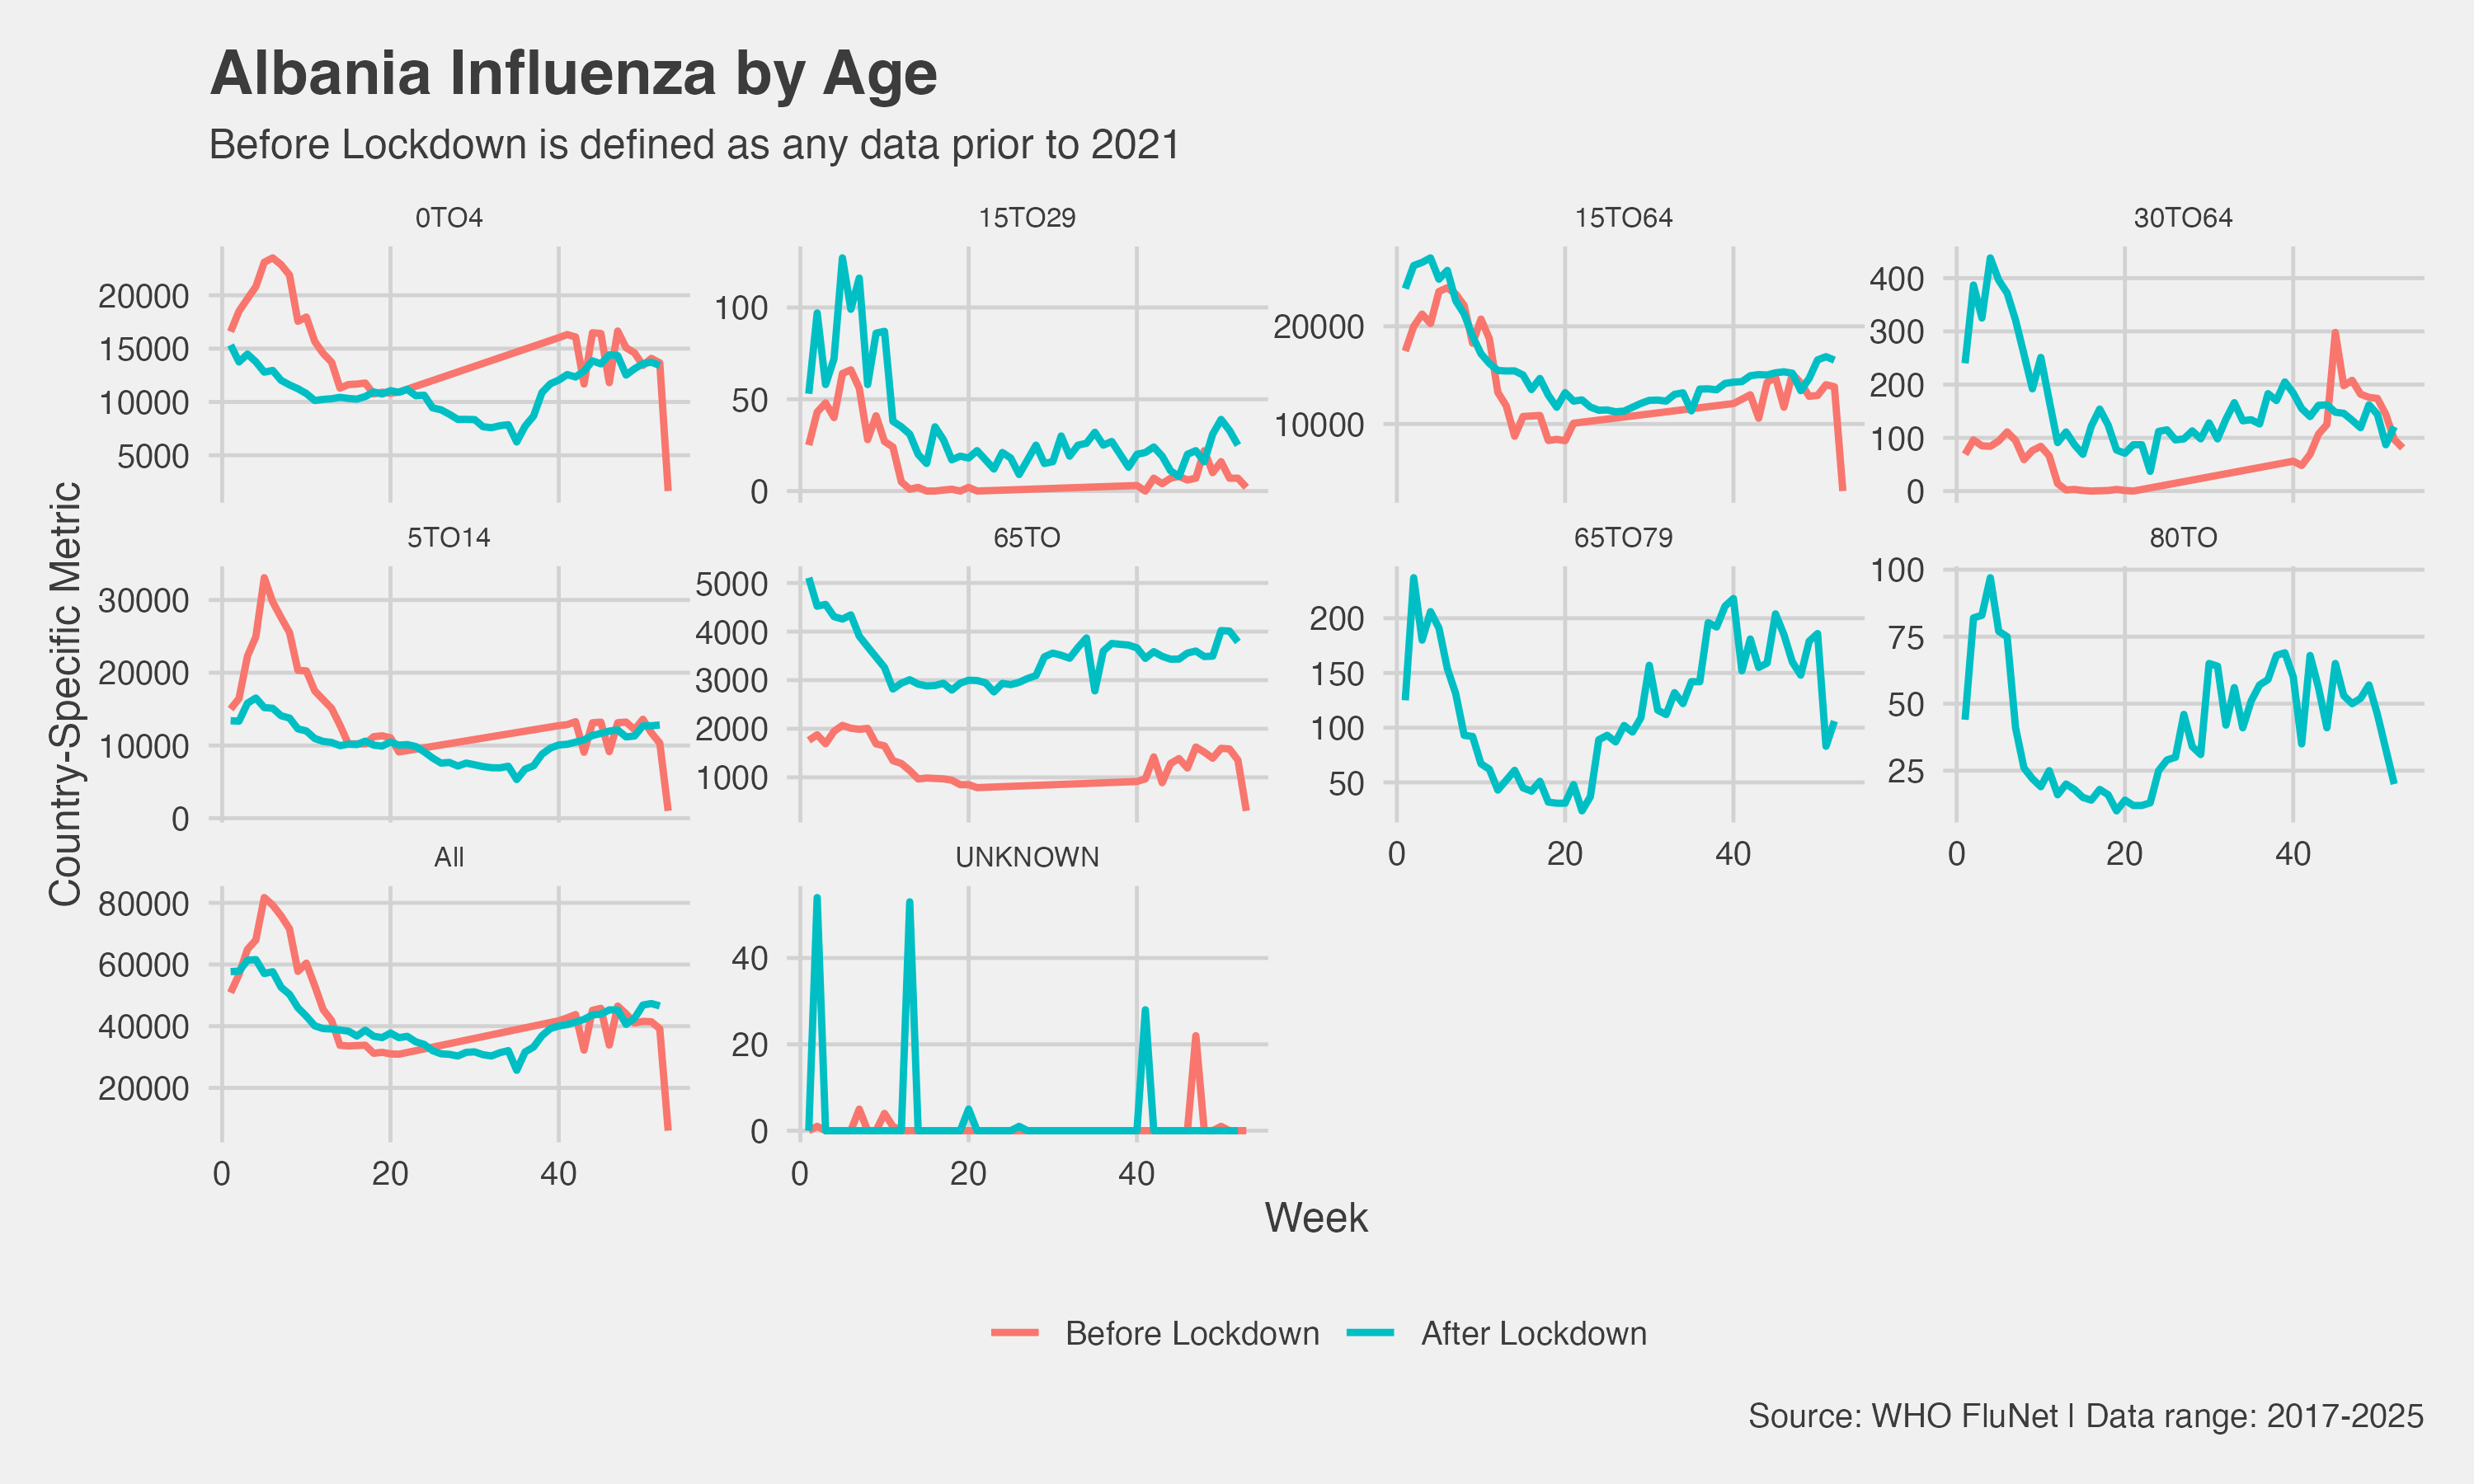 Albania Influenza by Age
Before Lockdown is defined as any data prior to 2021
0TO4
15TO29
15TO64
30TO64
20000
15000
10000
5000
100
50
0
20000
10000
400
300
200
100
0
5TO14
65TO
65TO79
80TO
30000
20000
10000
0
5000
4000
3000
2000
1000
200
150
100
50
100
75
50
25
0 20 40
0 20 40
All
UNKNOWN
80000
60000
40000
20000
40
20
0
0 20 40
0 20 40
Country-Specific Metric
Week
Before Lockdown
After Lockdown
Source: WHO FluNet | Data range: 2017-2025